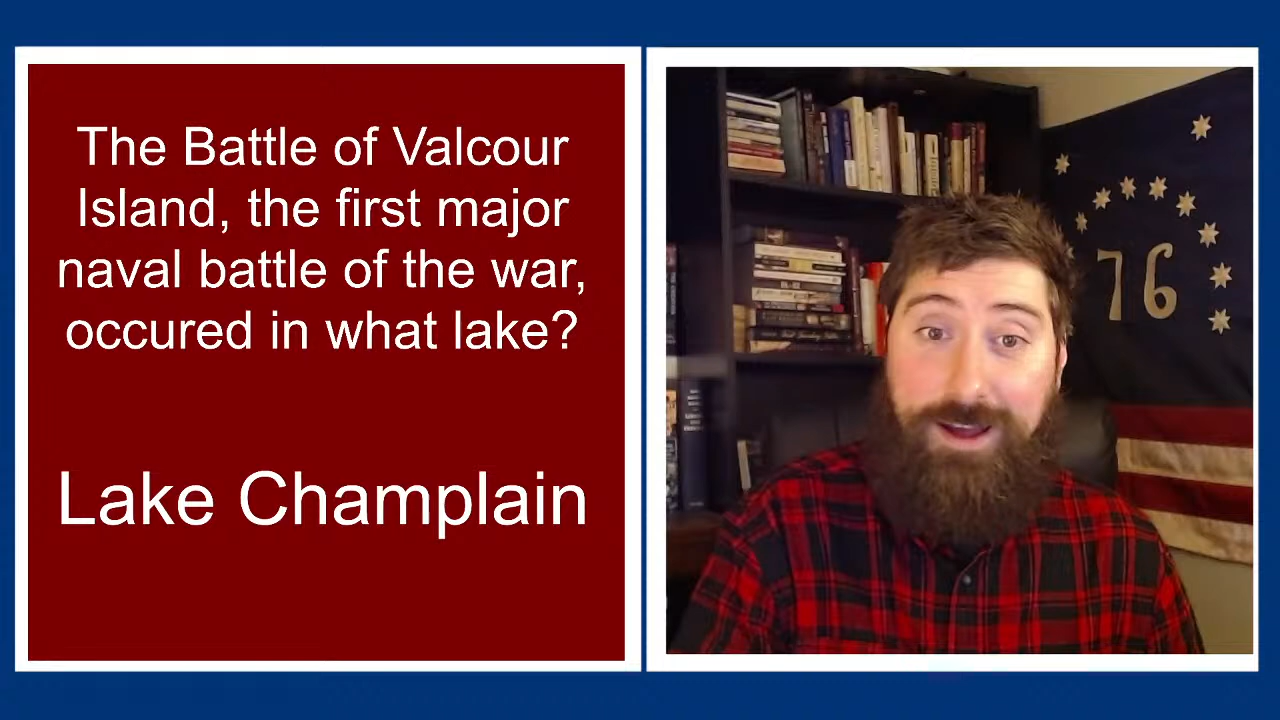 The Battle of Valcour
Island, the first major
naval battle of the war,
occured in what lake?
Lake Champlain
76